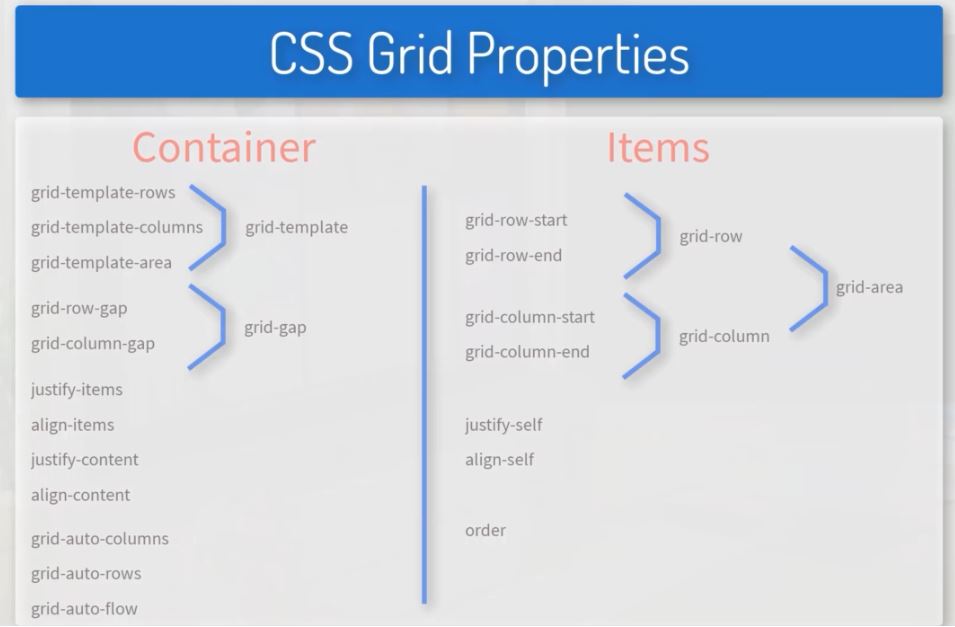 CSS Grid Properties
Container
grid-template-rows
grid-template-columns
grid-template-area
grid-template
grid-row-gap
grid-column-gap
grid-gap
justify-items
align-items
justify-content
align-content
grid-auto-columns
grid-auto-rows
grid-auto-flow
Items
grid-row-start
grid-row-end
grid-row
grid-column-start
grid-column-end
grid-column
grid-area
justify-self
align-self
order